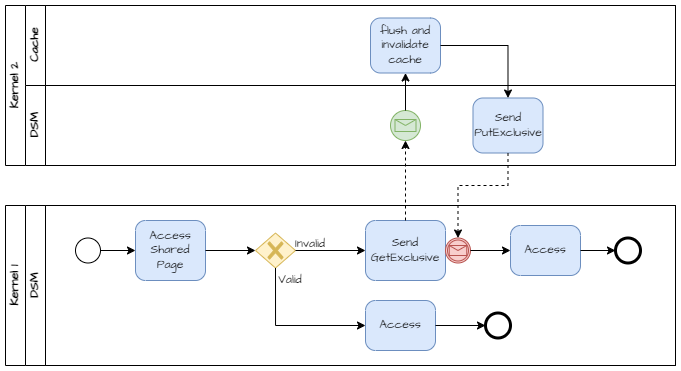 Kernel 2
Cache
flush and
invalidate
cache
DSM
Send
PutExclusive
Kernel 1
DSM
Access
Shared
Page
Invalid
Valid
Send
GetExclusive
Access
Access